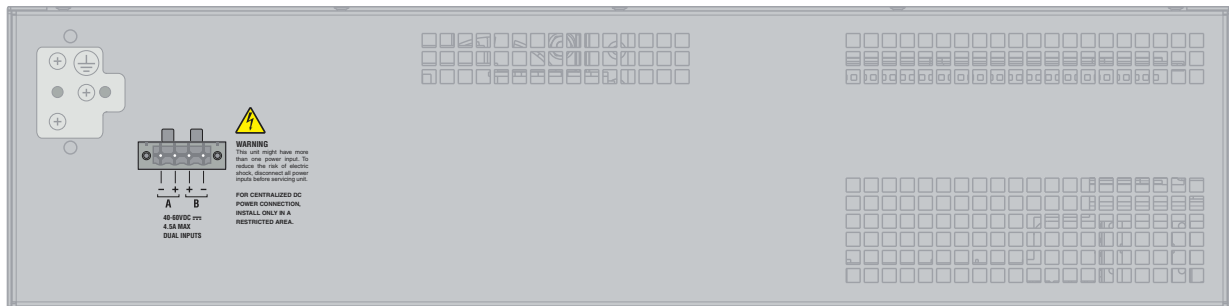 WARNING
This unit might have more
than one power input. To
reduce the risk of electric
shock, disconnect all power
inputs before servicing unit.
FOR CENTRALIZED DC
POWER CONNECTION,
INSTALL ONLY IN A
RESTRICTED AREA.
− + + −
A B
40-60VDC ⎓
4.5A MAX
DUAL INPUTS